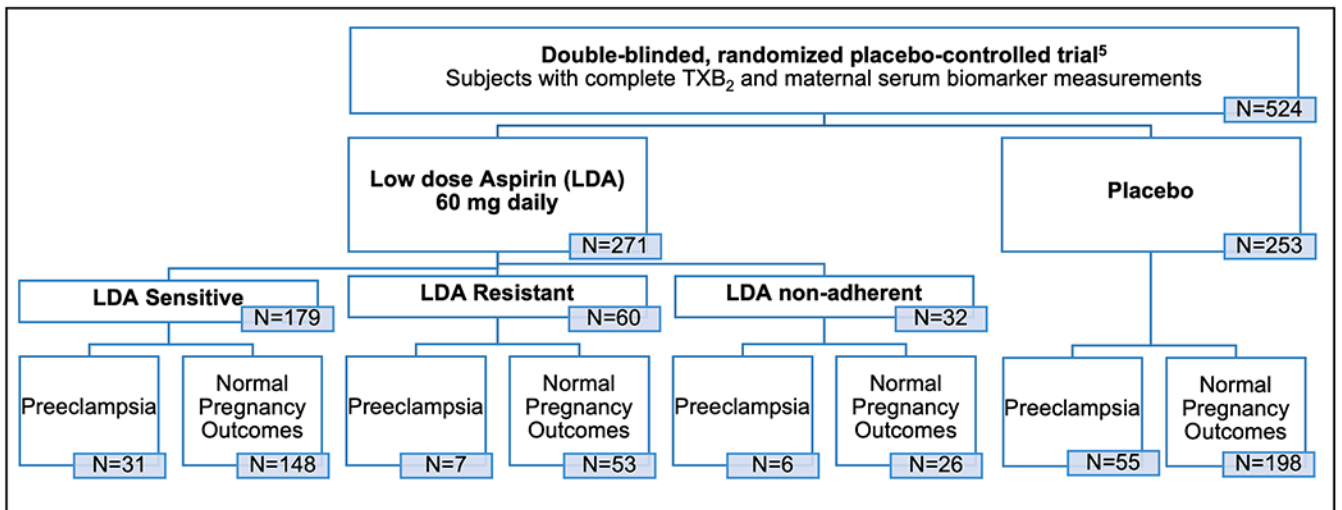 Double-blinded, randomized placebo-controlled trial⁵
Subjects with complete TXB₂ and maternal serum biomarker measurements
N=524
Low dose Aspirin (LDA)
60 mg daily
N=271
Placebo
N=253
LDA Sensitive
N=179
LDA Resistant
N=60
LDA non-adherent
N=32
Preeclampsia
N=31
Normal
Pregnancy
Outcomes
N=148
Preeclampsia
N=7
Normal
Pregnancy
Outcomes
N=53
Preeclampsia
N=6
Normal
Pregnancy
Outcomes
N=26
Preeclampsia
N=55
Normal
Pregnancy
Outcomes
N=198